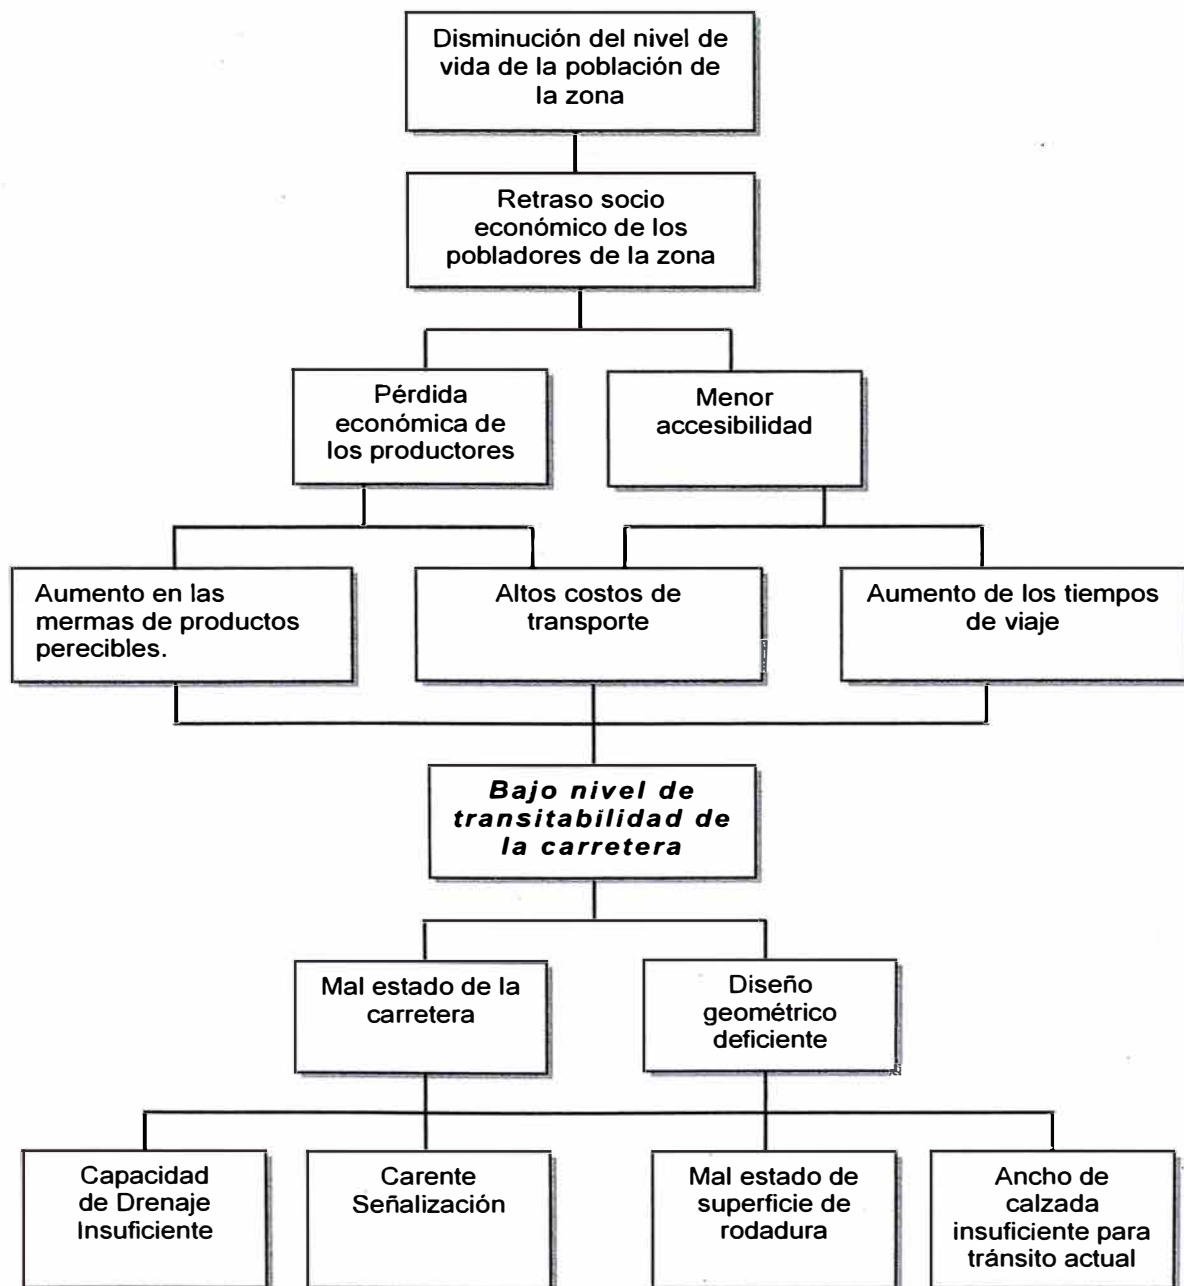 Disminución del nivel de
vida de la población de
la zona
Retraso socio
económico de los
pobladores de la zona
Pérdida
económica de
los productores
Menor
accesibilidad
Aumento en las
mermas de productos
perecibles.
Altos costos de
transporte
Aumento de los tiempos
de viaje
Bajo nivel de
transitabilidad de
la carretera
Mal estado de la
carretera
Diseño
geométrico
deficiente
Capacidad
de Drenaje
Insuficiente
Carente
Señalización
Mal estado de
superficie de
rodadura
Ancho de
calzada
insuficiente para
tránsito actual